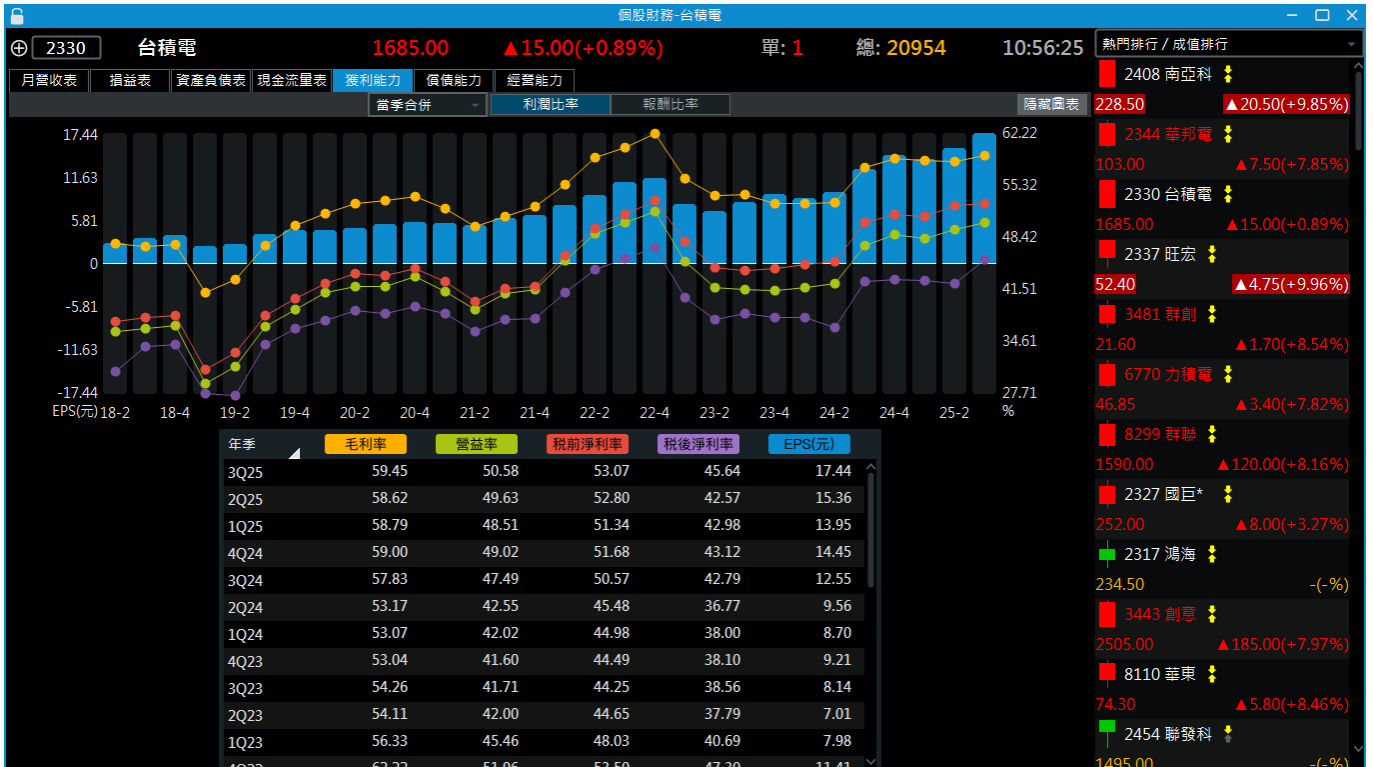 個股財務-台積電
2330 台積電 1685.00 ▲15.00(+0.89%) 單: 1 總: 20954 10:56:25
月營收表 損益表 資產負債表 現金流量表 獲利能力 償債能力 經營能力
當季合併 利潤比率 報酬比率 隱藏圖表
17.44 62.22
11.63 55.32
5.81 48.42
0 41.51
-5.81 34.61
-11.63 27.71
-17.44 %
EPS(元) 18-2 18-4 19-2 19-4 20-2 20-4 21-2 21-4 22-2 22-4 23-2 23-4 24-2 24-4 25-2
年季 毛利率 營益率 稅前淨利率 稅後淨利率 EPS(元)
3Q25 59.45 50.58 53.07 45.64 17.44
2Q25 58.62 49.63 52.80 42.57 15.36
1Q25 58.79 48.51 51.34 42.98 13.95
4Q24 59.00 49.02 51.68 43.12 14.45
3Q24 57.83 47.49 50.57 42.79 12.55
2Q24 53.17 42.55 45.48 36.77 9.56
1Q24 53.07 42.02 44.98 38.00 8.70
4Q23 53.04 41.60 44.49 38.10 9.21
3Q23 54.26 41.71 44.25 38.56 8.14
2Q23 54.11 42.00 44.65 37.79 7.01
1Q23 56.33 45.46 48.03 40.69 7.98
熱門排行 / 成值排行
2408 南亞科
228.50 ▲20.50(+9.85%)
2344 華邦電
103.00 ▲7.50(+7.85%)
2330 台積電
1685.00 ▲15.00(+0.89%)
2337 旺宏
52.40 ▲4.75(+9.96%)
3481 群創
21.60 ▲1.70(+8.54%)
6770 力積電
46.85 ▲3.40(+7.82%)
8299 群聯
1590.00 ▲120.00(+8.16%)
2327 國巨*
252.00 ▲8.00(+3.27%)
2317 鴻海
234.50 -(-%)
3443 創意
2505.00 ▲185.00(+7.97%)
8110 華東
74.30 ▲5.80(+8.46%)
2454 聯發科
1495.00 -(-%)